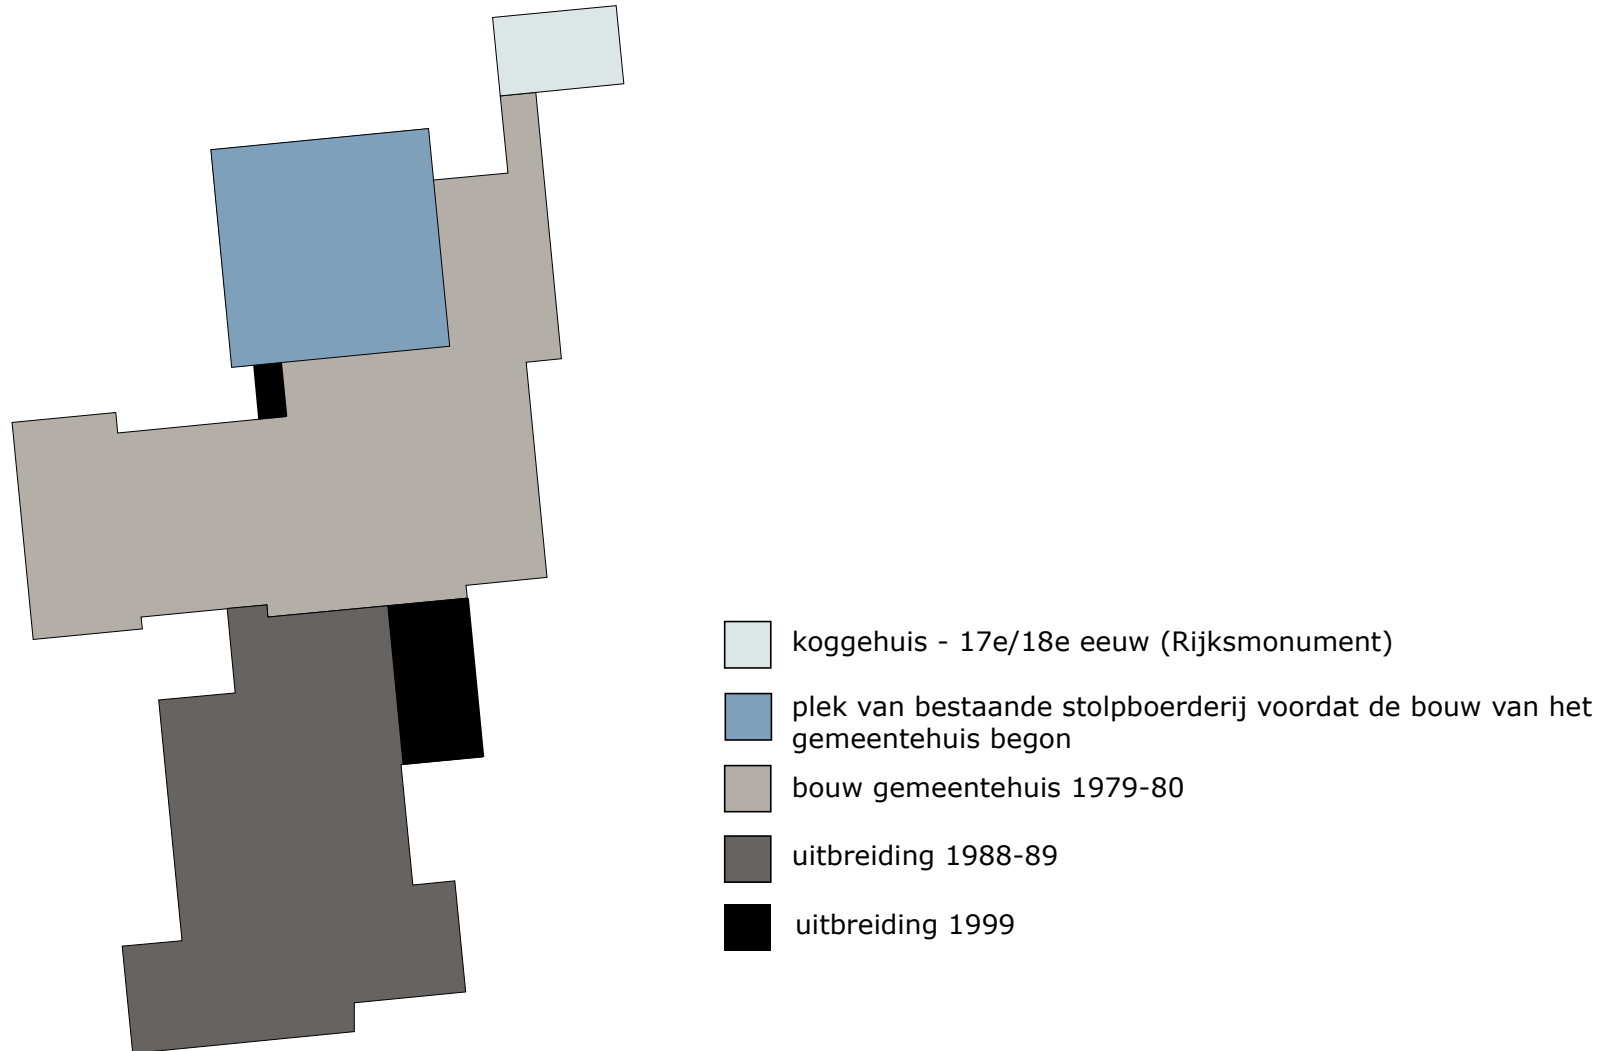 koggehuis - 17e/18e eeuw (Rijksmonument)
plek van bestaande stolpboerderij voordat de bouw van het
gemeentehuis begon
bouw gemeentehuis 1979-80
uitbreiding 1988-89
uitbreiding 1999